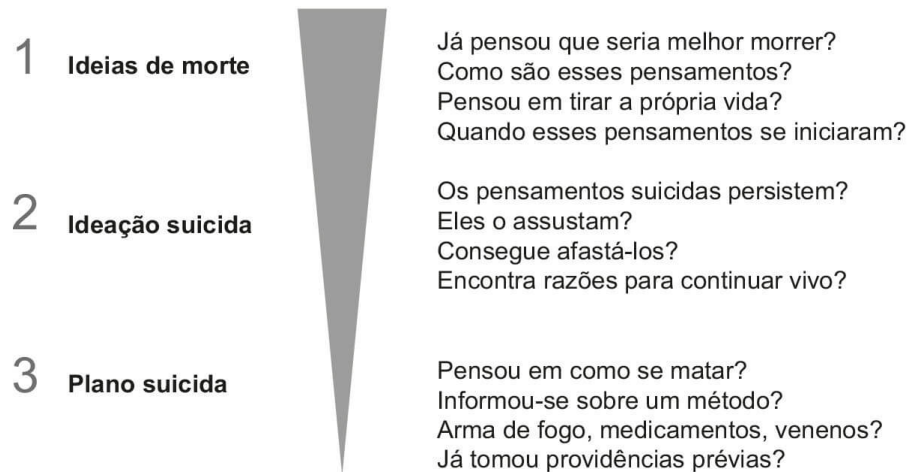 1 Ideias de morte
Já pensou que seria melhor morrer?
Como são esses pensamentos?
Pensou em tirar a própria vida?
Quando esses pensamentos se iniciaram?
2 Ideação suicida
Os pensamentos suicidas persistem?
Eles o assustam?
Consegue afastá-los?
Encontra razões para continuar vivo?
3 Plano suicida
Pensou em como se matar?
Informou-se sobre um método?
Arma de fogo, medicamentos, venenos?
Já tomou providências prévias?